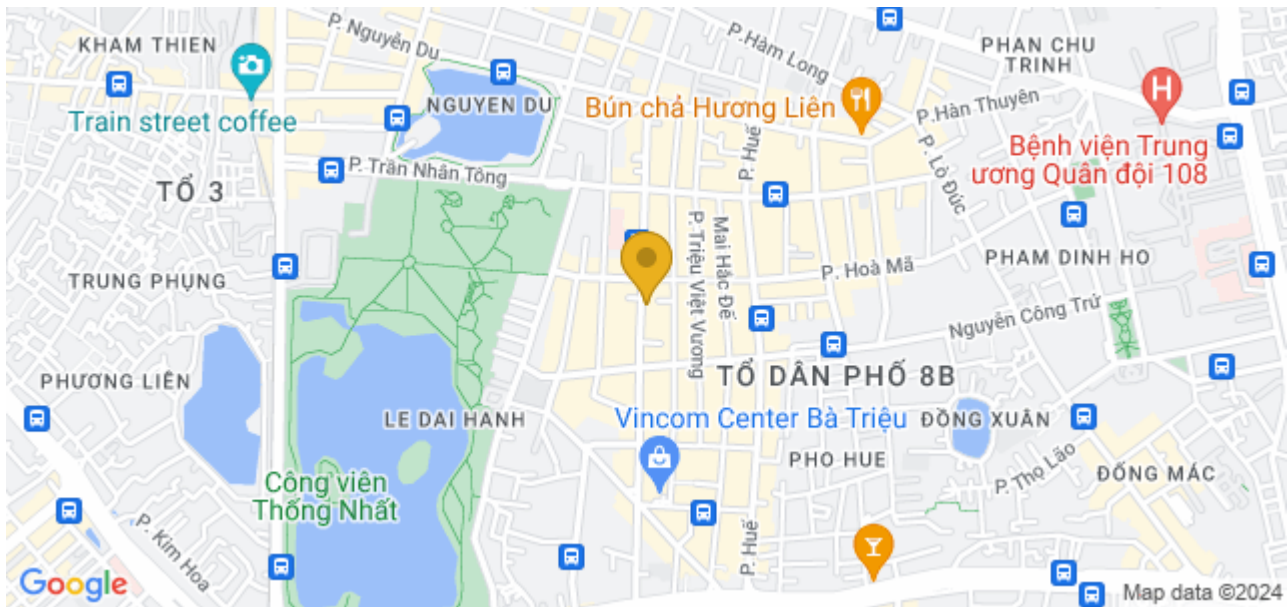 KHAM THIEN
P. Nguyễn Du
P.Hàm Long
PHAN CHU
TRINH
NGUYEN DU
Train street coffee
Bún chả Hương Liên
P.Hàn Thuyên
H
Bệnh viện Trung
ương Quân đội 108
P. Huế
P. Lò Đúc
P. Trần Nhân Tông
TỔ 3
Mai Hắc Đế
P. Triệu Việt Vương
P. Hoà Mã
PHAM DINH HO
TRUNG PHỤNG
Nguyễn Công Trứ
PHƯƠNG LIÊN
TỔ DÂN PHỐ 8B
LE DAI HANH
Vincom Center Bà Triệu
ĐỒNG XUÂN
PHO HUE
P. Thọ Lão
ĐỐNG MÁC
Công viên
Thống Nhất
P. Kim Hoa
P. Huế
Google
Map data ©2024